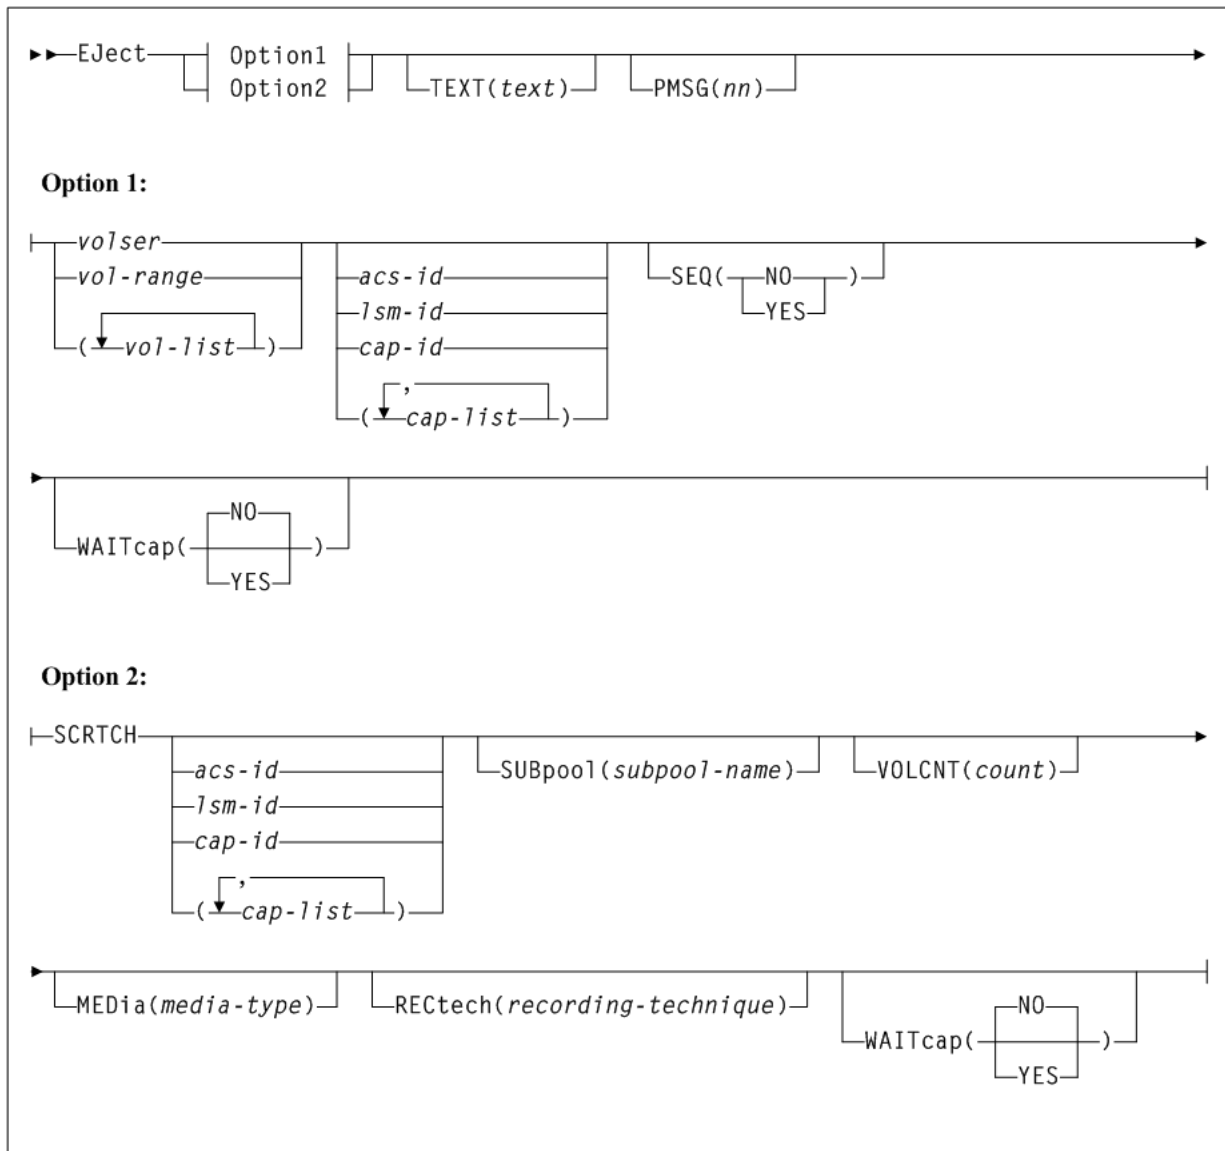 EJect Option1
Option2 TEXT(text) PMSG(nn)
Option 1:
volser
vol-range acs-id SEQ( NO )
lsm-id YES
(vol-list) cap-id
,
(cap-list)
NO
WAITcap( )
YES
Option 2:
SCRTCH
acs-id SUBpool(subpool-name) VOLCNT(count)
lsm-id
cap-id
,
(cap-list)
MEDia(media-type) RECtech(recording-technique) NO
WAITcap( )
YES